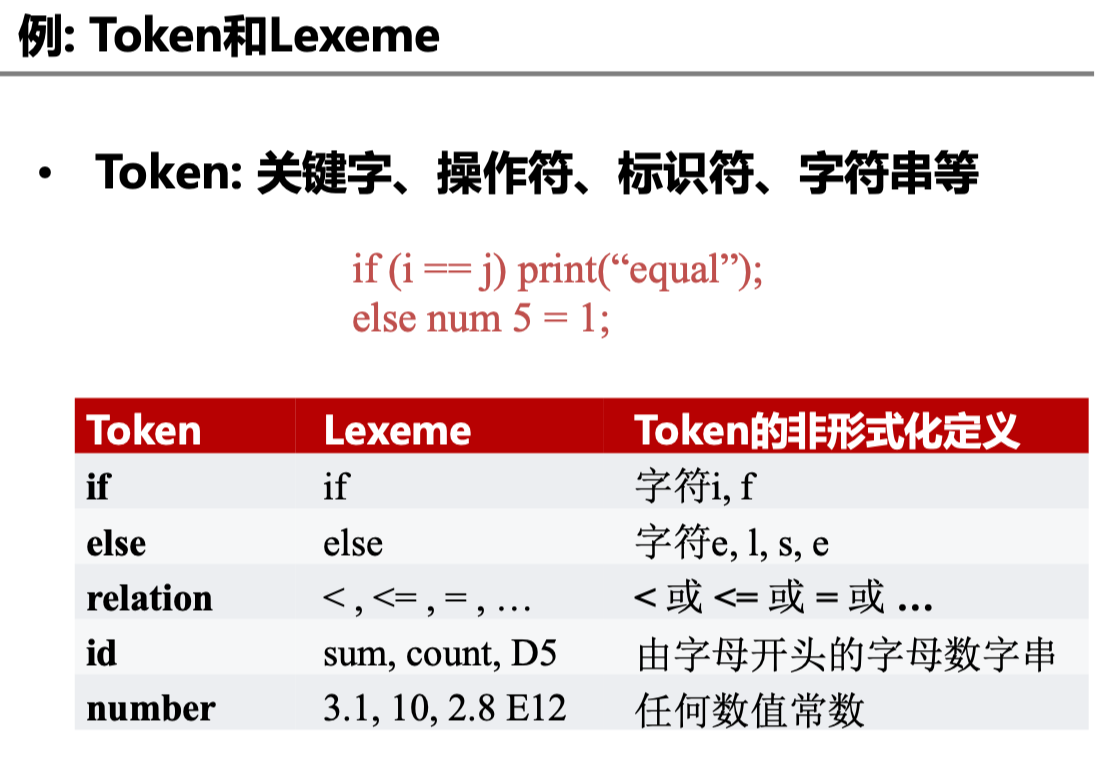 例: Token和Lexeme
• Token: 关键字、操作符、标识符、字符串等
if (i == j) print(“equal”);
else num 5 = 1;
Token Lexeme Token的非形式化定义
if if 字符i, f
else else 字符e, l, s, e
relation < , <= , = , … < 或 <= 或 = 或 …
id sum, count, D5 由字母开头的字母数字串
number 3.1, 10, 2.8 E12 任何数值常数